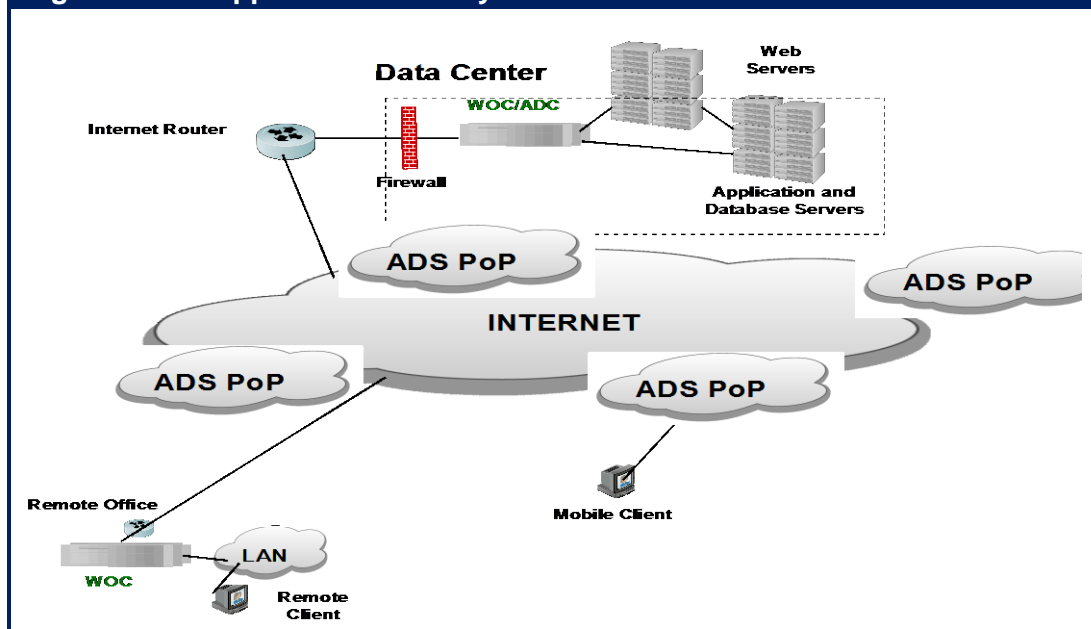 Web
Servers
Data Center
WOC/ADC
Internet Router
Firewall
Application and
Database Servers
ADS PoP
ADS PoP
INTERNET
ADS PoP
ADS PoP
Remote Office
Mobile Client
LAN
WOC
Remote
Client